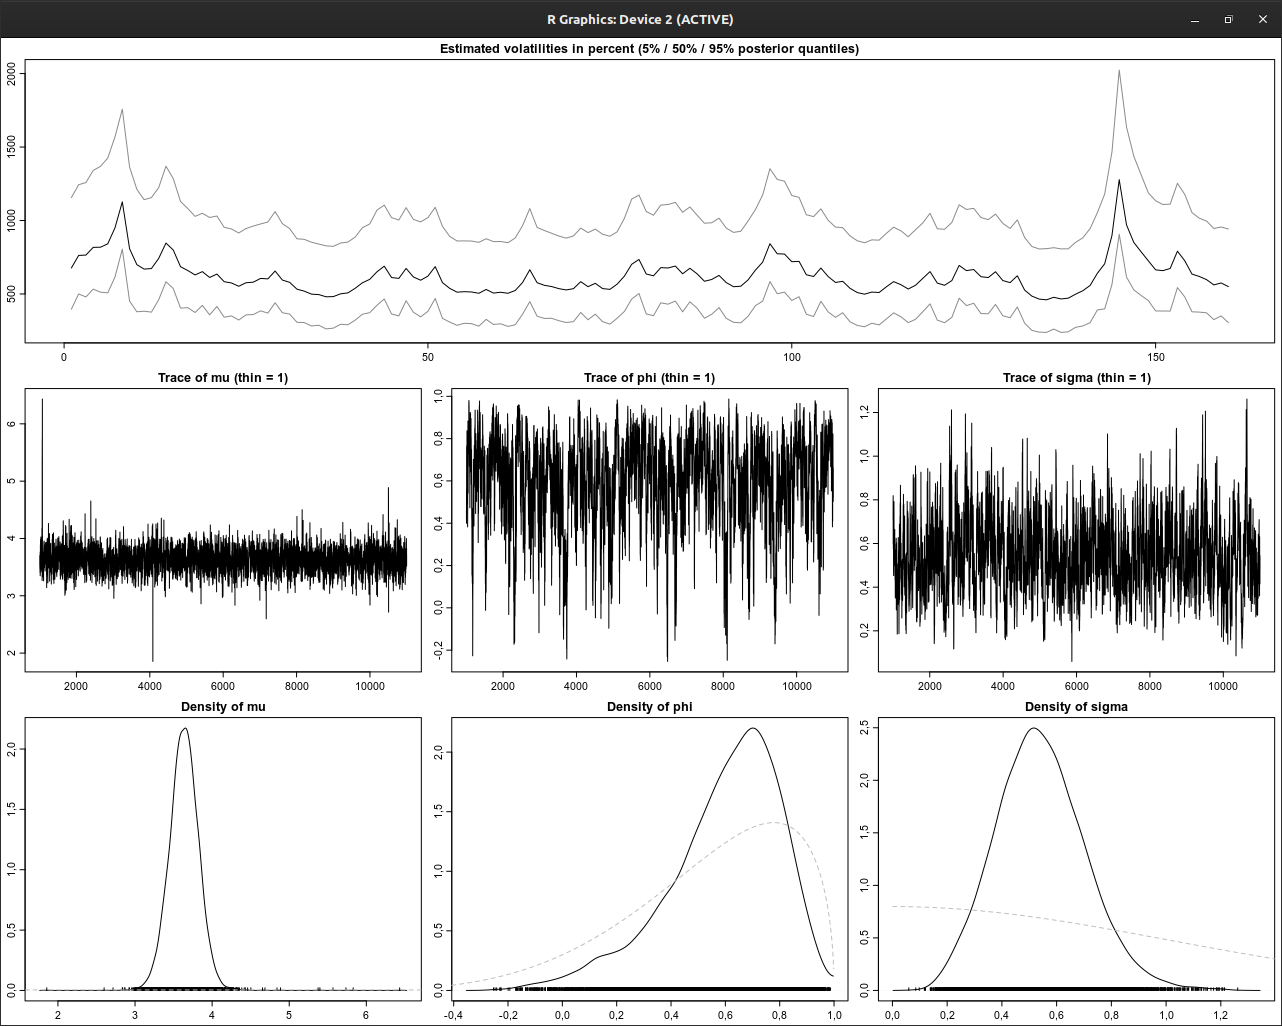 R Graphics: Device 2 (ACTIVE)
Estimated volatilities in percent (5% / 50% / 95% posterior quantiles)
2000
1500
1000
500
0 50 100 150
Trace of mu (thin = 1)
6
5
4
3
2
2000 4000 6000 8000 10000
Trace of phi (thin = 1)
1,0
0,8
0,6
0,4
0,2
0,0
-0,2
2000 4000 6000 8000 10000
Trace of sigma (thin = 1)
1,2
1,0
0,8
0,6
0,4
0,2
2000 4000 6000 8000 10000
Density of mu
2,0
1,5
1,0
0,5
0,0
2 3 4 5 6
Density of phi
2,0
1,5
1,0
0,5
0,0
-0,4 -0,2 0,0 0,2 0,4 0,6 0,8 1,0
Density of sigma
2,5
2,0
1,5
1,0
0,5
0,0
0,0 0,2 0,4 0,6 0,8 1,0 1,2